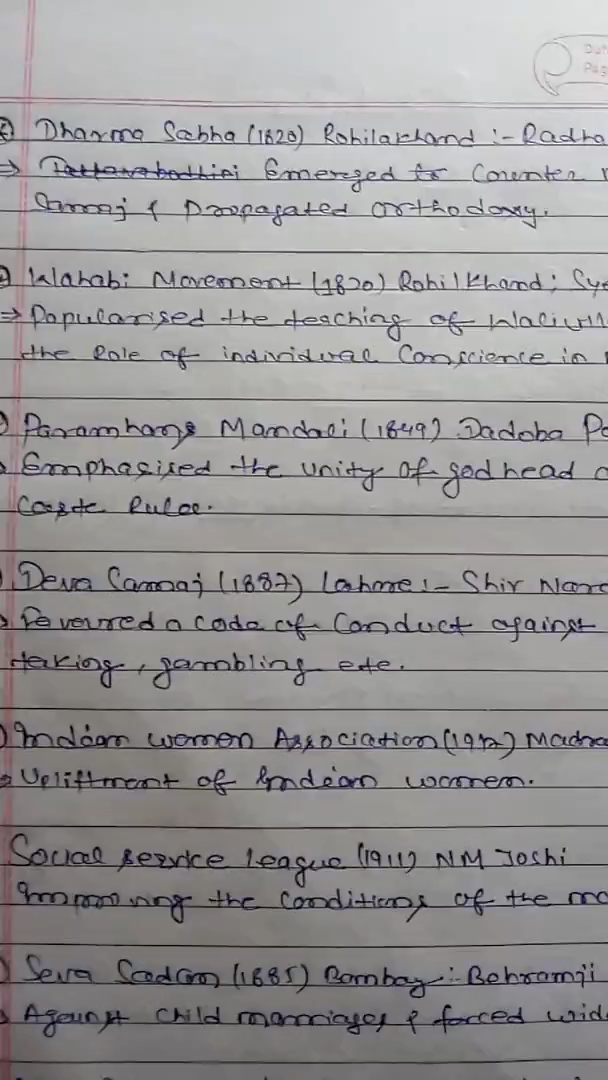 Dharma Sabha (1820) Rohilakhand :- Radha
⇒ Tattawabodhini Emerged to Counter
Samaj & Propagated orthodoxy.
Walahabi Movement (1820) Rohilkhand; Sye
⇒ Popularised the teaching of
the Role of individual Conscience in
Paramhans Mandali (1849) Dadoba
Emphasised the unity of godhead
Caste Rules.
Deva Samaj (1887) Lahore :- Shiv Nara
a code of Conduct against
taking, gambling etc.
Indian women Association (1917) Madra
Upliftment of Indian women.
Social service league (1911) NM Joshi
Improving the conditions of the ma
Seva Sadan (1885) Bombay :- Behramji
Against child marriages & forced wid